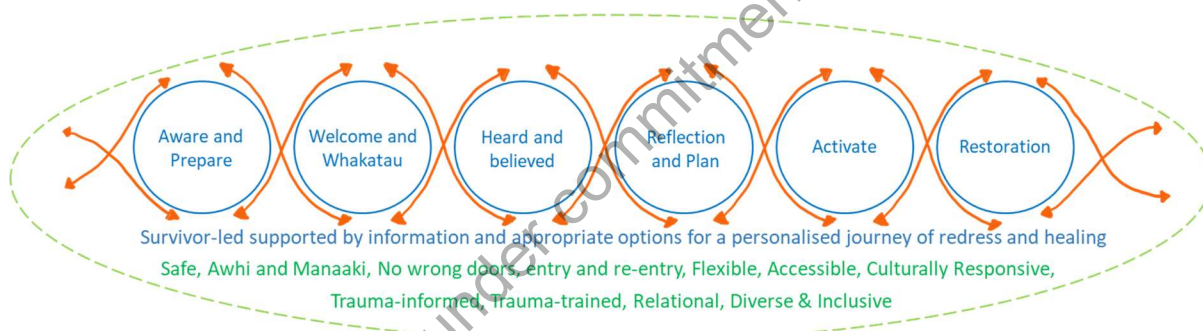 Aware and
Prepare
Welcome and
Whakatau
Heard and
believed
Reflection
and Plan
Activate
Restoration
Survivor-led supported by information and appropriate options for a personalised journey of redress and healing
Safe, Awhi and Manaaki, No wrong doors, entry and re-entry, Flexible, Accessible, Culturally Responsive,
Trauma-informed, Trauma-trained, Relational, Diverse & Inclusive
under commitmen